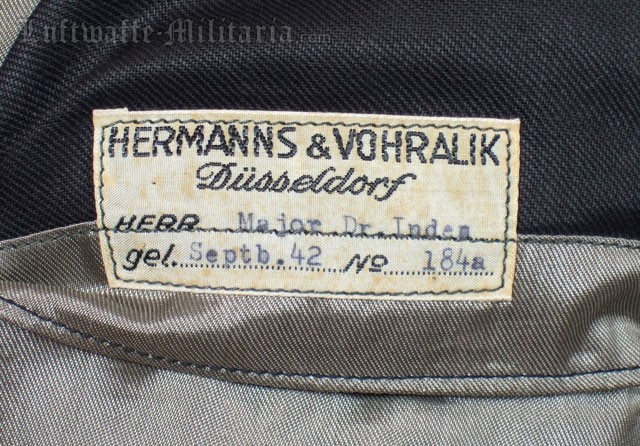 Luftwaffe-Militaria.com
HERMANNS & VOHRALIK
Düsseldorf
HERR Major Dr. Inden
gel. Septb. 42 No 184a